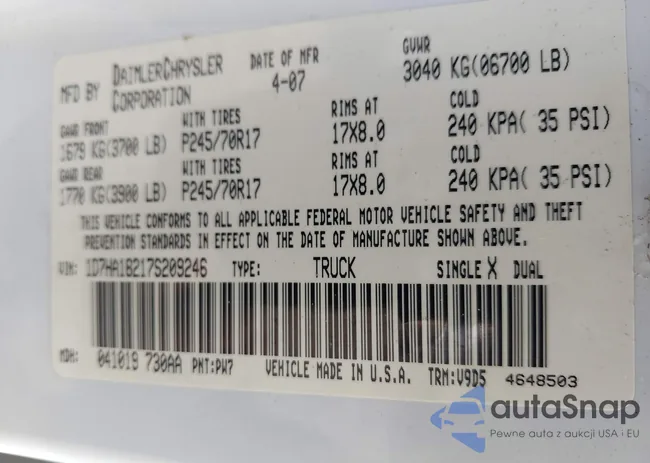 MFD BY DAIMLERCHRYSLER CORPORATION DATE OF MFR 4-07 GVWR 3040 KG(06700 LB)
GAWR FRONT WITH TIRES RIMS AT COLD
1679 KG(3700 LB) P245/70R17 17X8.0 240 KPA( 35 PSI)
GAWR REAR WITH TIRES RIMS AT COLD
1770 KG(3900 LB) P245/70R17 17X8.0 240 KPA( 35 PSI)
THIS VEHICLE CONFORMS TO ALL APPLICABLE FEDERAL MOTOR VEHICLE SAFETY AND THEFT
PREVENTION STANDARDS IN EFFECT ON THE DATE OF MANUFACTURE SHOWN ABOVE.
VIN: 1D7HA18217S209246 TYPE: TRUCK SINGLE X DUAL
MDH: 041019 730AA PNT:PW7 VEHICLE MADE IN U.S.A. TRM:V9D5 4648503
autaSnap
Pewne auta z aukcji USA i EU